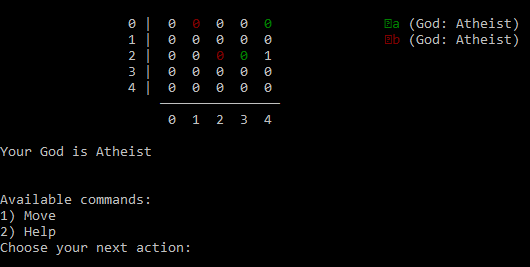 0 | 0 0 0 0 0 a (God: Atheist)
1 | 0 0 0 0 0 b (God: Atheist)
2 | 0 0 0 0 1
3 | 0 0 0 0 0
4 | 0 0 0 0 0
0 1 2 3 4
Your God is Atheist
Available commands:
1) Move
2) Help
Choose your next action: